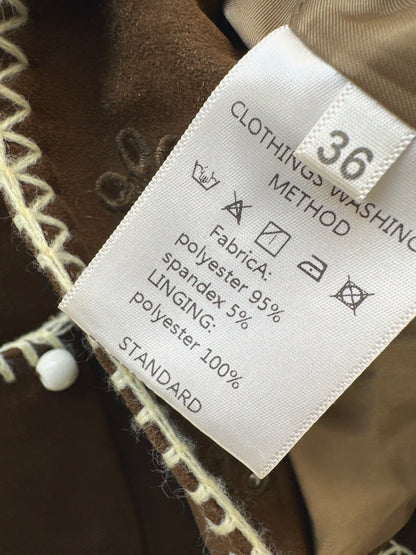 36
CLOTHINGS WASHING
METHOD
FabricA:
polyester 95%
spandex 5%
LINGING:
polyester 100%
STANDARD